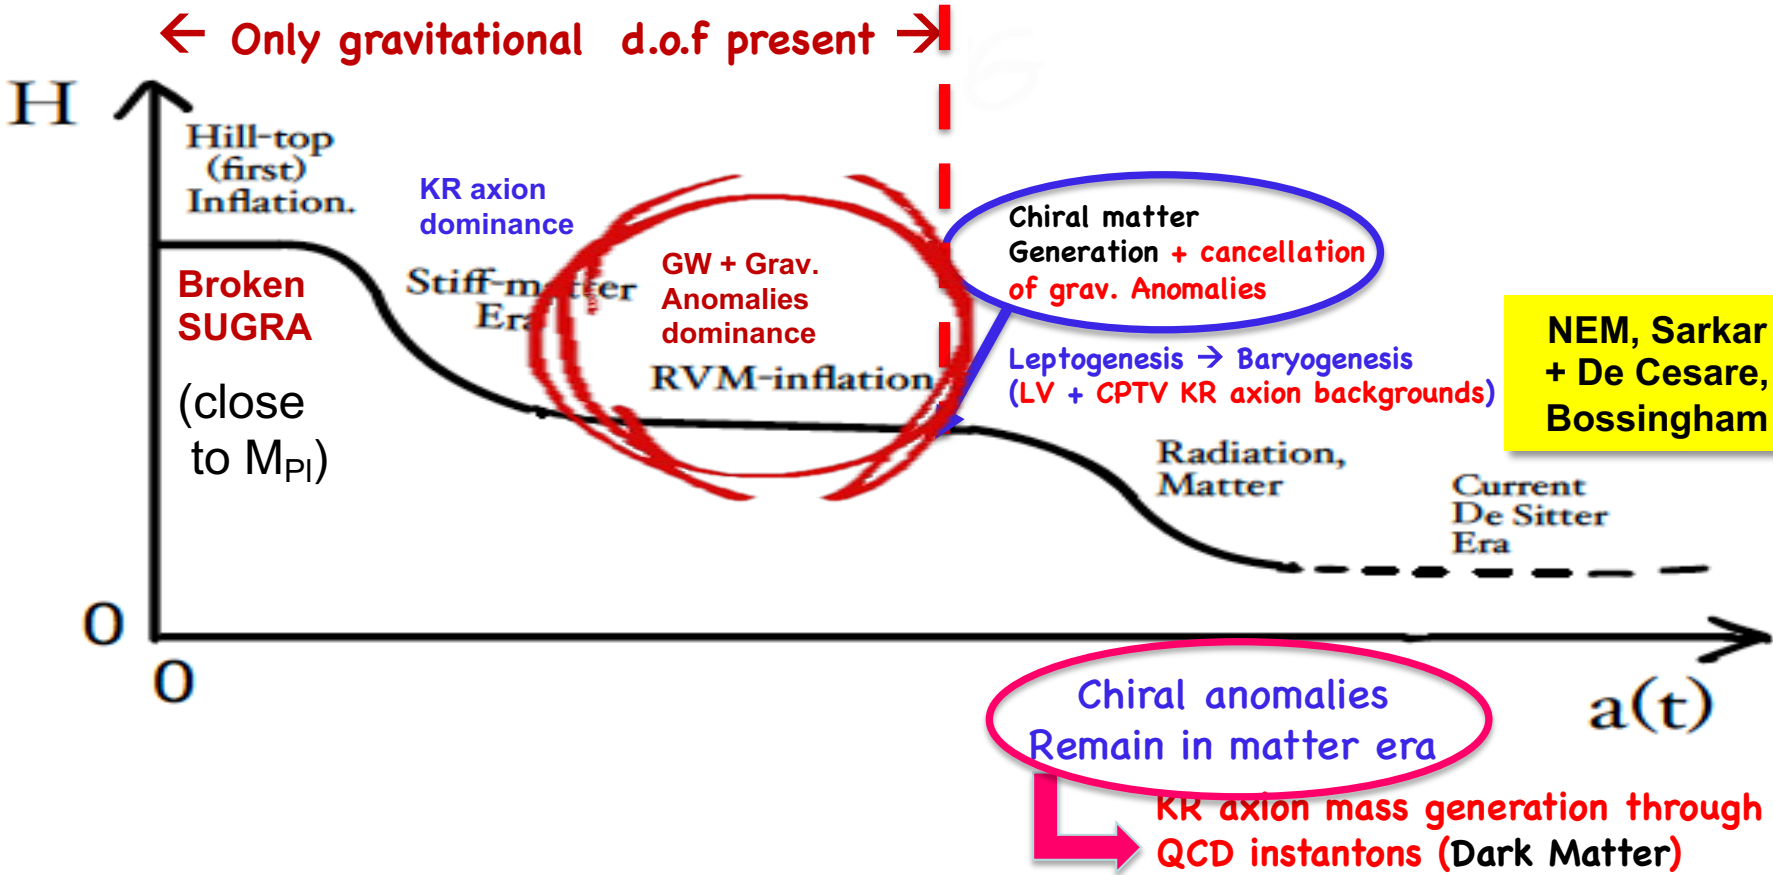 ← Only gravitational d.o.f present →
H
Hill-top
(first)
Inflation.
KR axion
dominance
Stiff-matter
Era
Broken
SUGRA
(close
to MPl)
GW + Grav.
Anomalies
dominance
RVM-inflation
Chiral matter
Generation + cancellation
of grav. Anomalies
Leptogenesis → Baryogenesis
(LV + CPTV KR axion backgrounds)
NEM, Sarkar
+ De Cesare,
Bossingham
Radiation,
Matter
Current
De Sitter
Era
0
0
a(t)
Chiral anomalies
Remain in matter era
KR axion mass generation through
QCD instantons (Dark Matter)